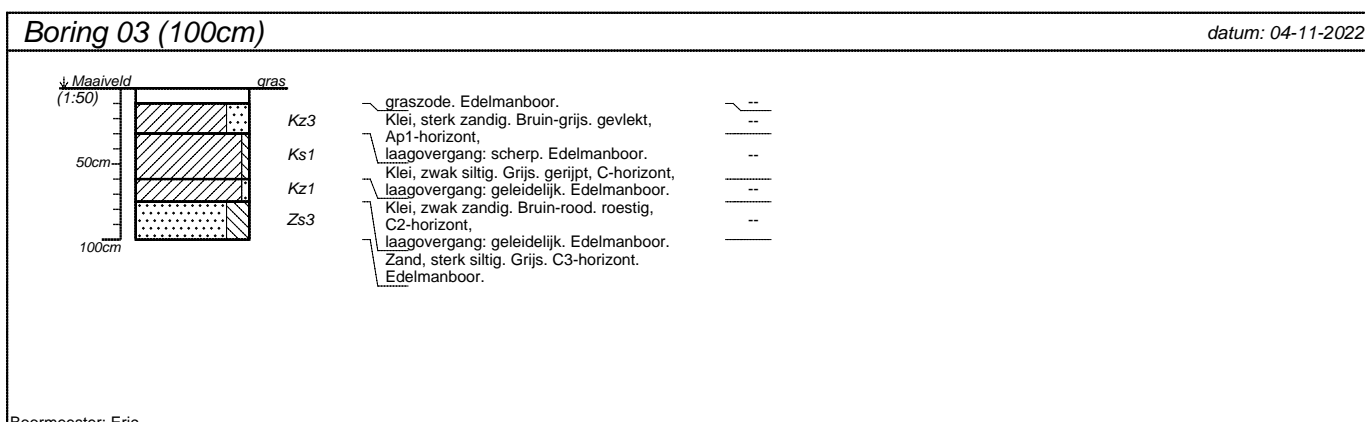 Boring 03 (100cm)
datum: 04-11-2022
Maaiveld
gras
(1:50)
50cm
100cm
Kz3
Ks1
Kz1
Zs3
graszode. Edelmanboor.
Klei, sterk zandig. Bruin-grijs. gevlekt,
Ap1-horizont,
laagovergang: scherp. Edelmanboor.
Klei, zwak siltig. Grijs. gerijpt, C-horizont,
laagovergang: geleidelijk. Edelmanboor.
Klei, zwak zandig. Bruin-rood. roestig,
C2-horizont,
laagovergang: geleidelijk. Edelmanboor.
Zand, sterk siltig. Grijs. C3-horizont.
Edelmanboor.
--
--
--
--
--
Boormeester: Eric